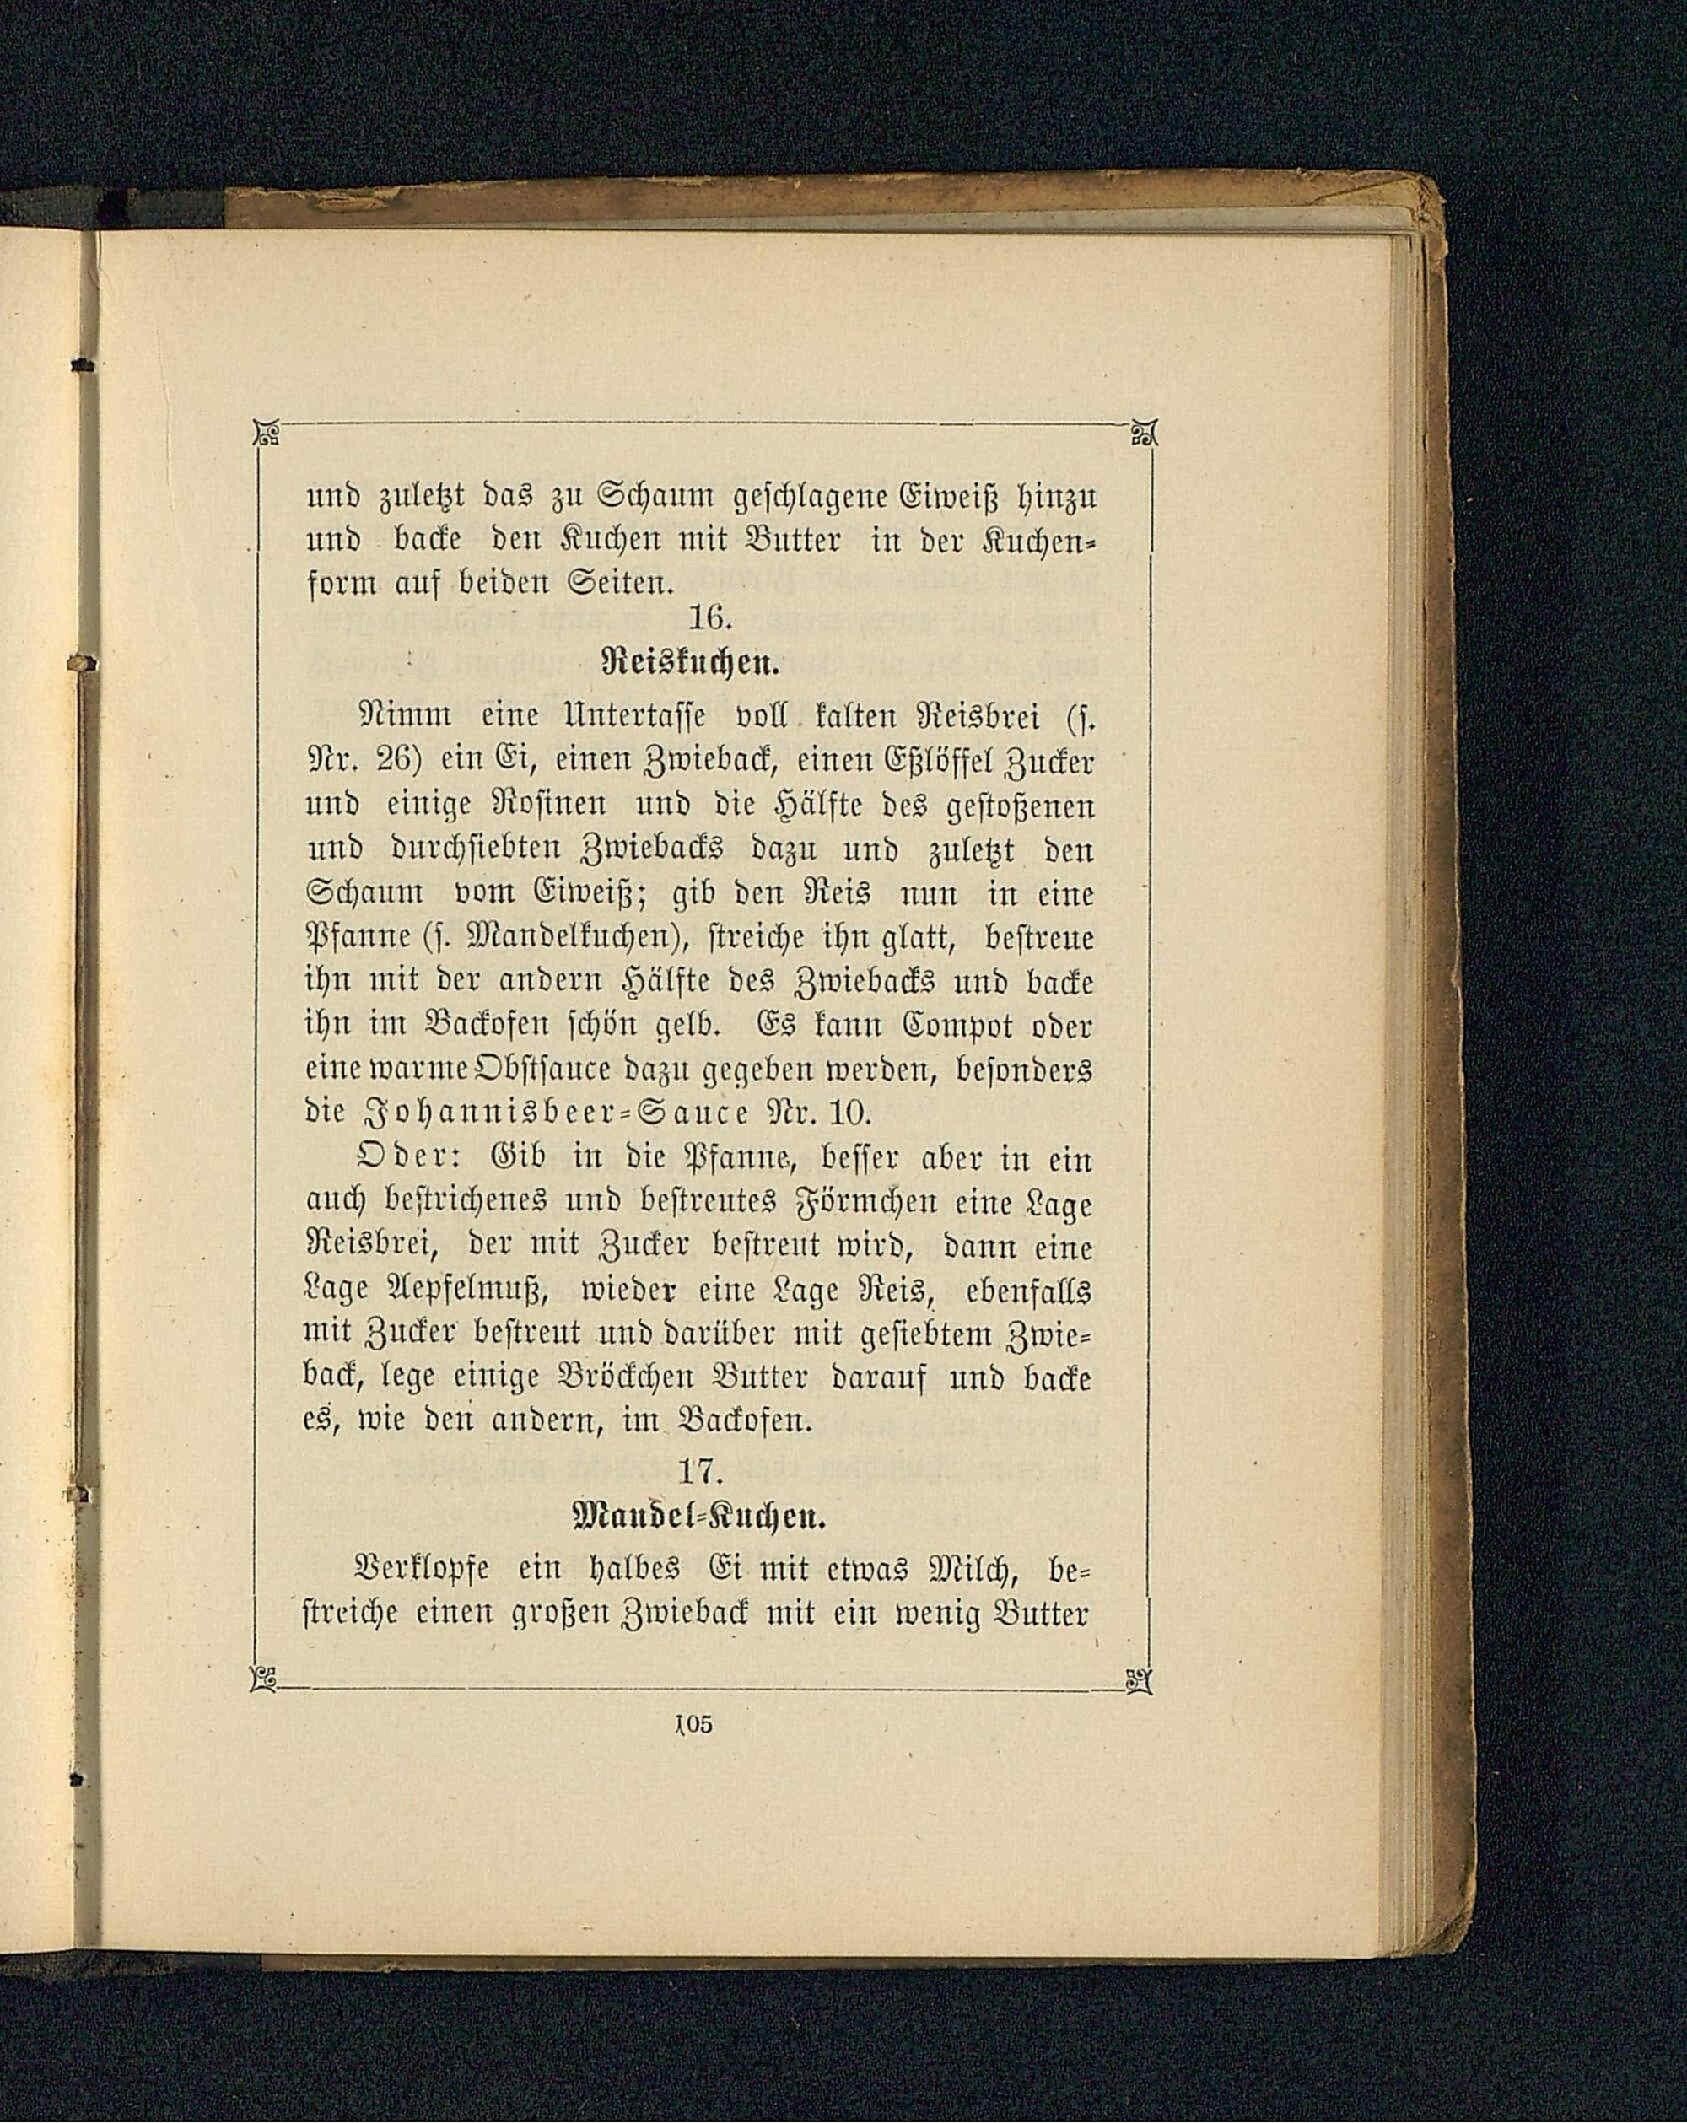 und zuletzt das zu Schaum geschlagene Eiweiß hinzu
und backe den Kuchen mit Butter in der Kuchen-
form auf beiden Seiten.
16.
Reiskuchen.
Nimm eine Untertasse voll kalten Reisbrei (s.
Nr. 26) ein Ei, einen Zwieback, einen Eßlöffel Zucker
und einige Rosinen und die Hälfte des gestoßenen
und durchsiebten Zwiebacks dazu und zuletzt den
Schaum vom Eiweiß; gib den Reis nun in eine
Pfanne (s. Mandelkuchen), streiche ihn glatt, bestreue
ihn mit der andern Hälfte des Zwiebacks und backe
ihn im Backofen schön gelb. Es kann Compot oder
eine warme Obstsauce dazu gegeben werden, besonders
die Johannisbeer-Sauce Nr. 10.
Oder: Gib in die Pfanne, besser aber in ein
auch bestrichenes und bestreutes Förmchen eine Lage
Reisbrei, der mit Zucker bestreut wird, dann eine
Lage Aepfelmuß, wieder eine Lage Reis, ebenfalls
mit Zucker bestreut und darüber mit gesiebtem Zwie-
back, lege einige Bröckchen Butter darauf und backe
es, wie den andern, im Backofen.
17.
Mandel-Kuchen.
Verklopfe ein halbes Ei mit etwas Milch, be-
streiche einen großen Zwieback mit ein wenig Butter
105